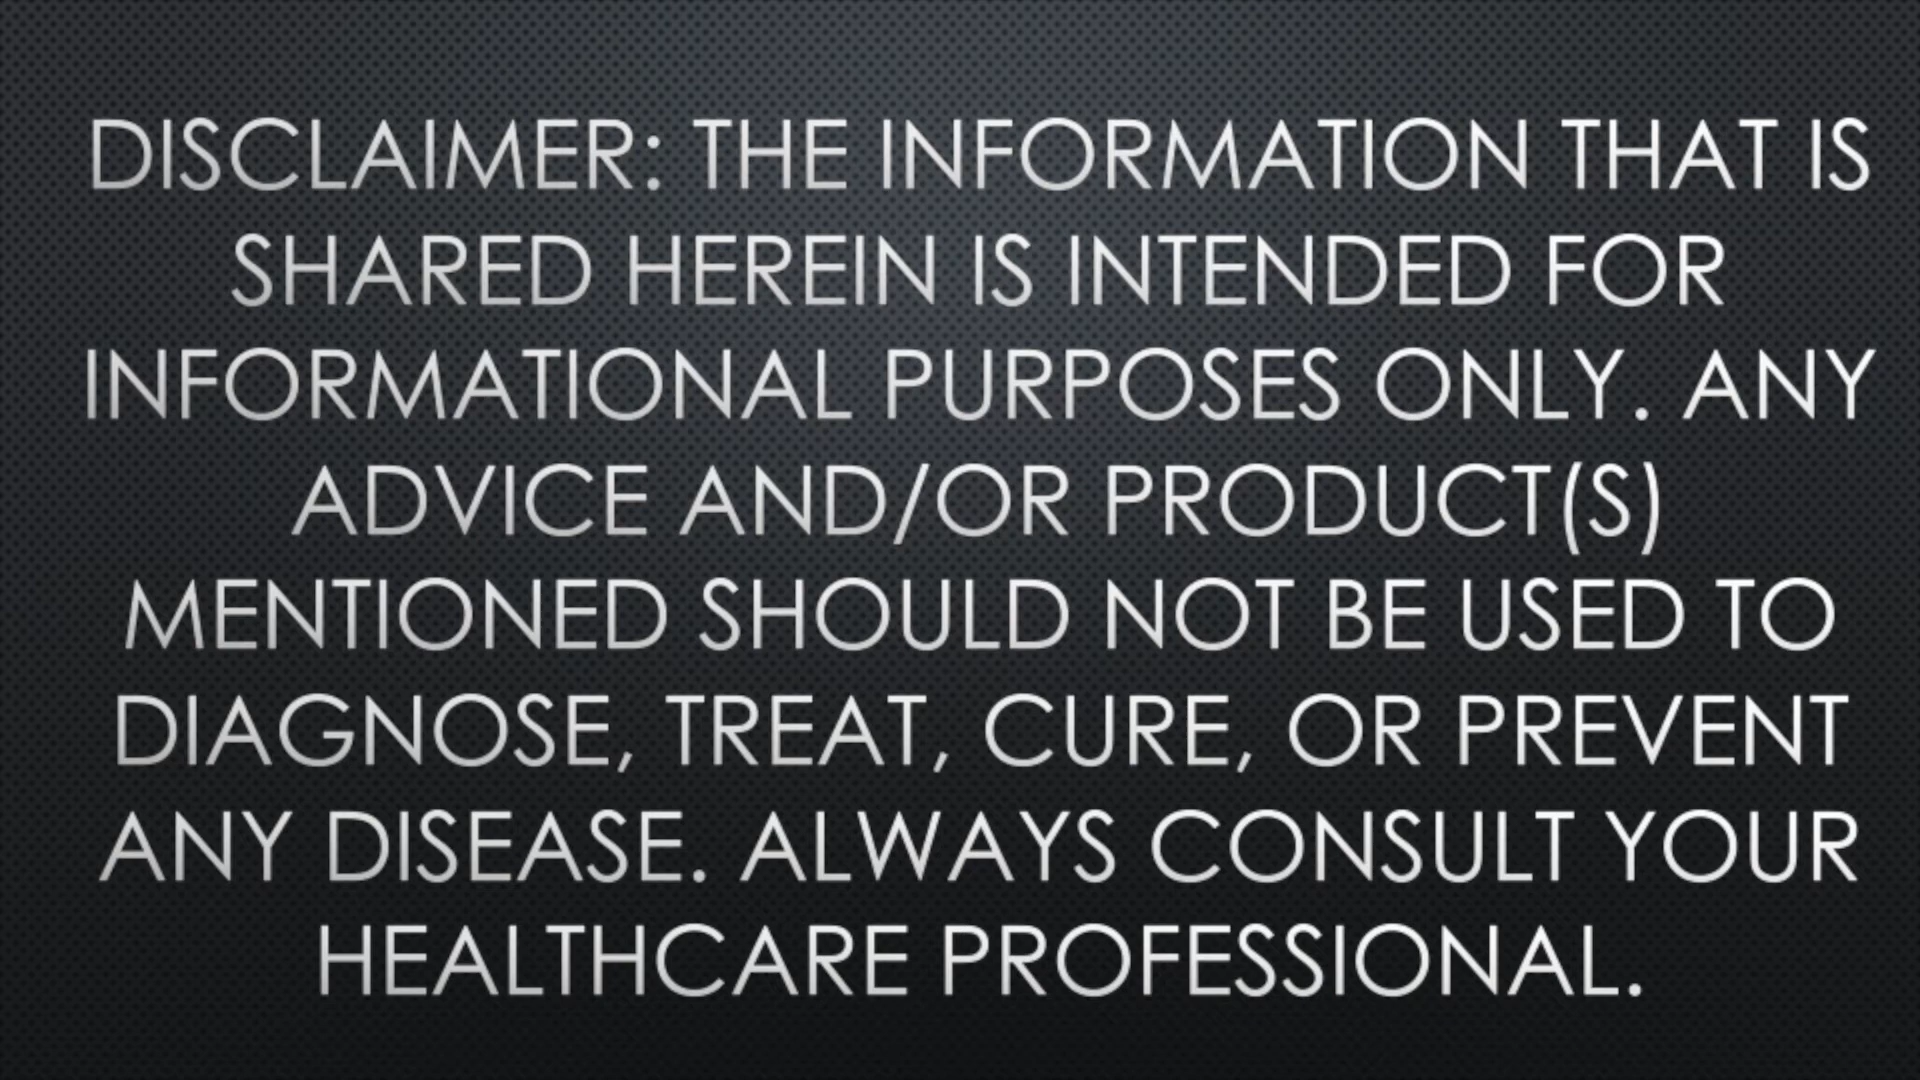 DISCLAIMER: THE INFORMATION THAT IS
SHARED HEREIN IS INTENDED FOR
INFORMATIONAL PURPOSES ONLY. ANY
ADVICE AND/OR PRODUCT(S)
MENTIONED SHOULD NOT BE USED TO
DIAGNOSE, TREAT, CURE, OR PREVENT
ANY DISEASE. ALWAYS CONSULT YOUR
HEALTHCARE PROFESSIONAL.